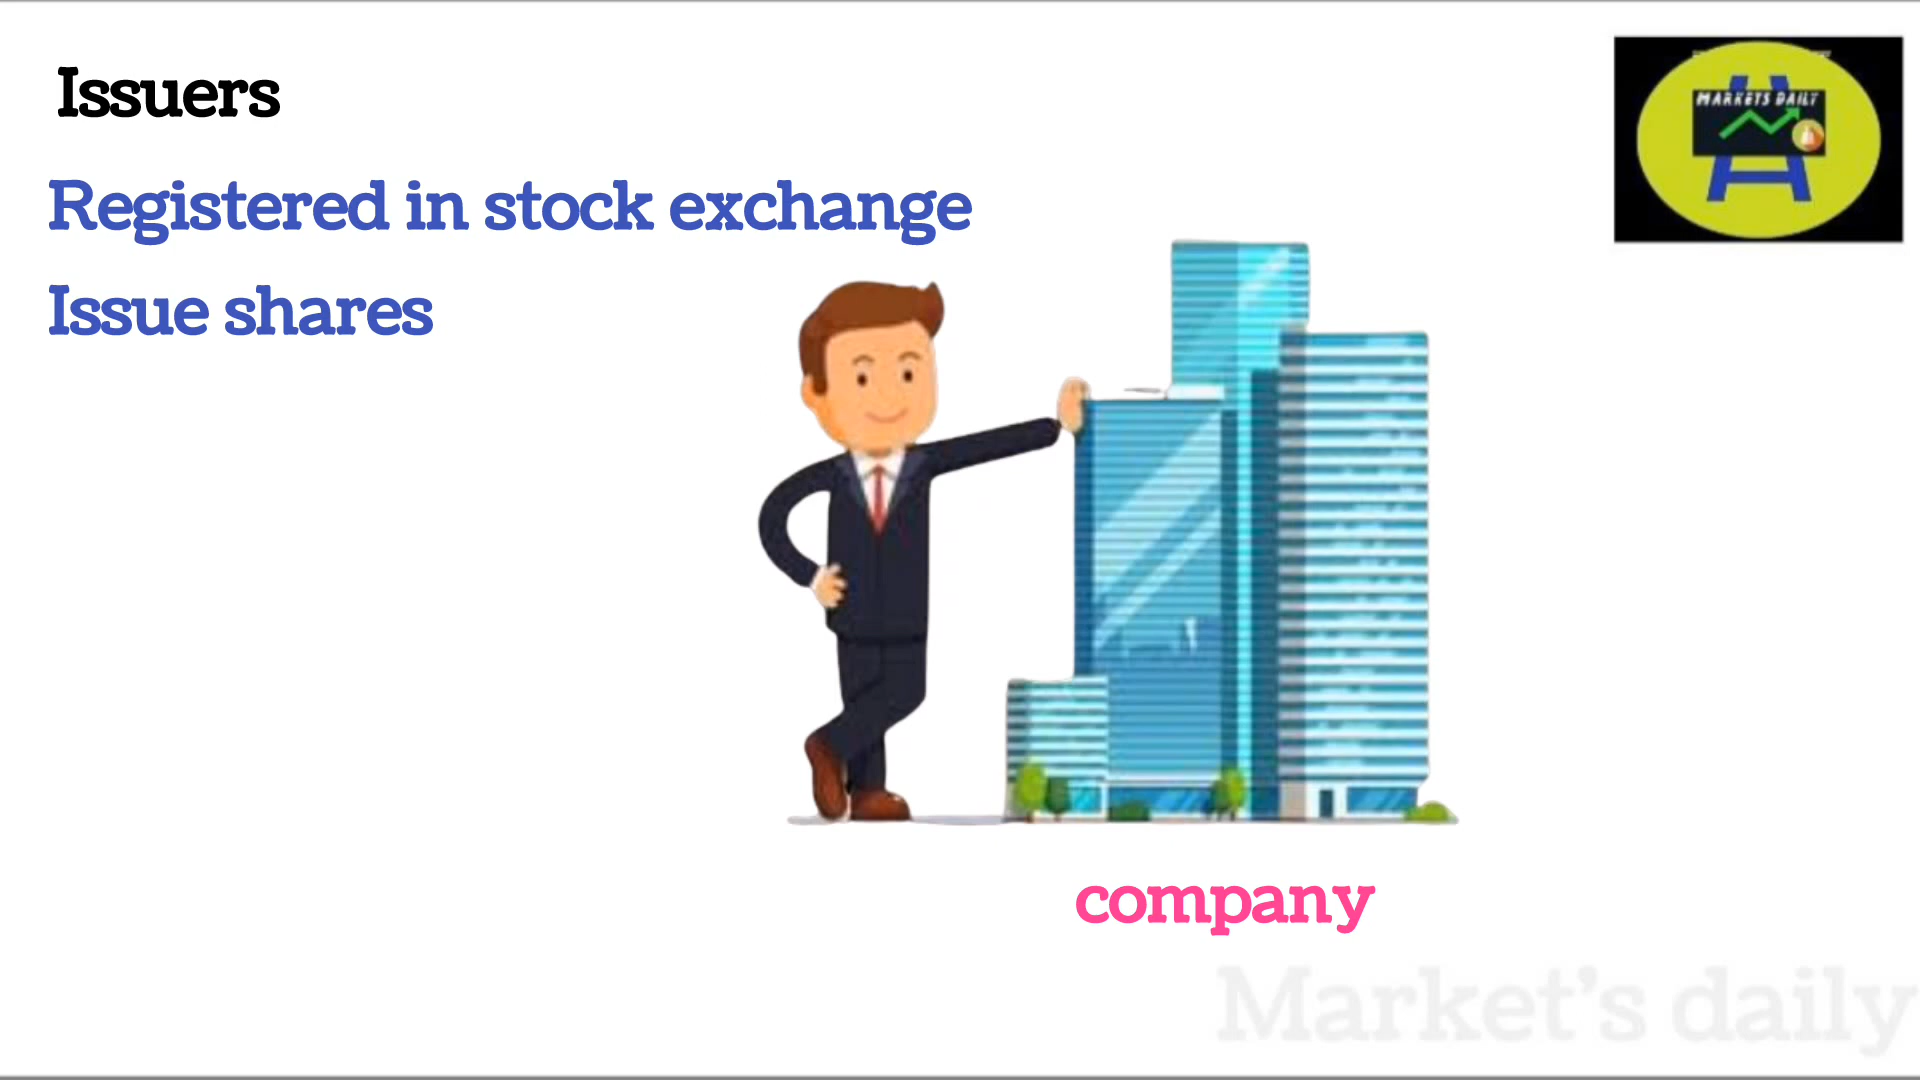 Issuers
MARKETS DAILY
Registered in stock exchange
Issue shares
company
Market's daily